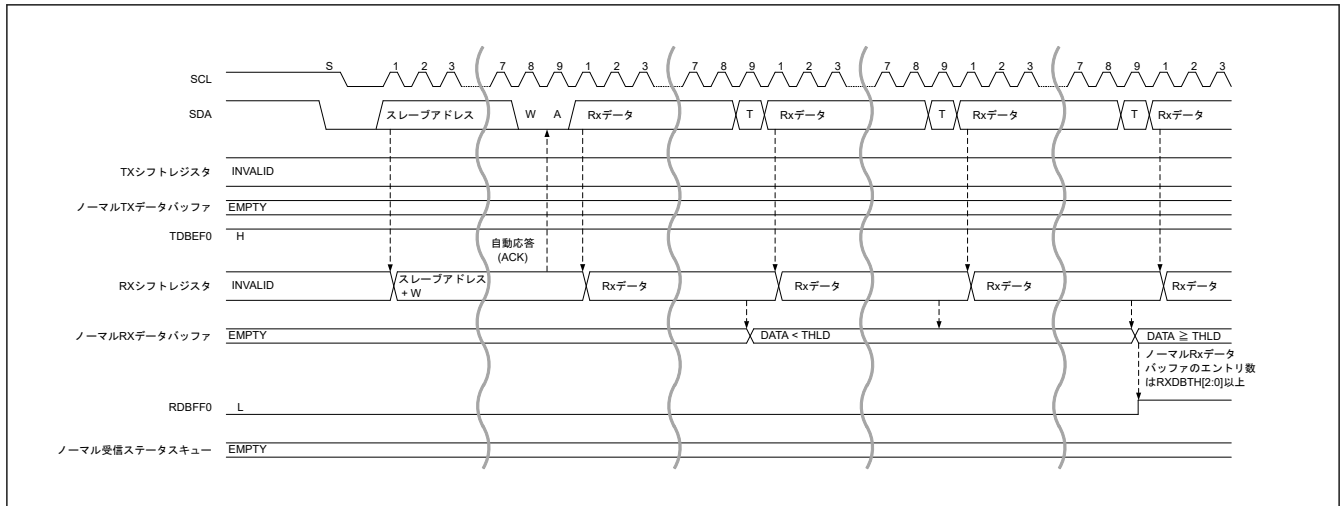 S 1 2 3 7 8 9 1 2 3 7 8 9 1 2 3 7 8 9 1 2 3 7 8 9 1 2 3
SCL
SDA スレーブアドレス W A Rxデータ T Rxデータ T Rxデータ T Rxデータ
TXシフトレジスタ INVALID
ノーマルTXデータバッファ EMPTY
TDBEF0 H
自動応答
(ACK)
RXシフトレジスタ INVALID スレーブアドレス
+ W
Rxデータ Rxデータ Rxデータ Rxデータ
ノーマルRXデータバッファ EMPTY DATA < THLD DATA ≧ THLD
ノーマルRxデータ
バッファのエントリ数
はRXDBTH[2:0]以上
RDBFF0 L
ノーマル受信ステータスキュー EMPTY